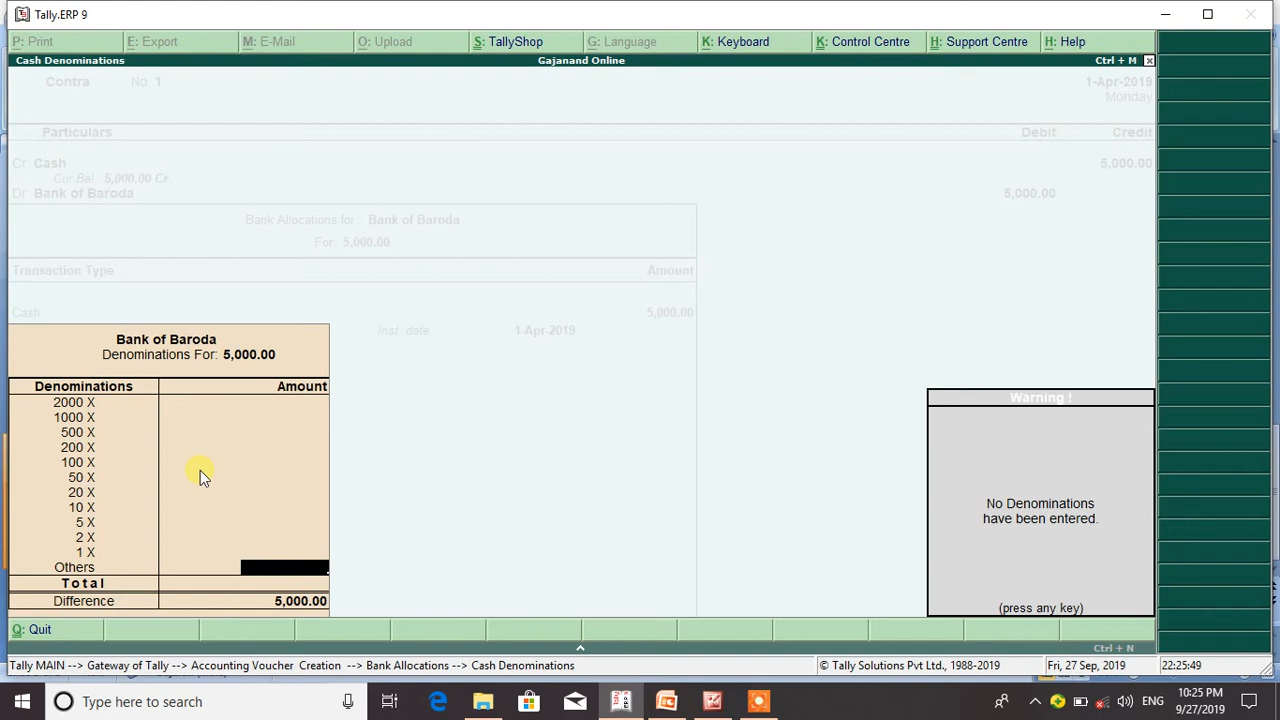 Tally.ERP 9
P: Print E: Export M: E-Mail O: Upload S: TallyShop G: Language K: Keyboard K: Control Centre H: Support Centre H: Help
Cash Denominations Gajanand Online Ctrl + M
Contra No. 1 1-Apr-2019
Monday
Particulars Debit Credit
Cr Cash 5,000.00
Cur Bal: 5,000.00 Cr
Dr Bank of Baroda 5,000.00
Bank Allocations for: Bank of Baroda
For: 5,000.00
Transaction Type Amount
Cash 5,000.00
Inst. date 1-Apr-2019
Bank of Baroda
Denominations For: 5,000.00
Denominations Amount
2000 X
1000 X
500 X
200 X
100 X
50 X
20 X
10 X
5 X
2 X
1 X
Others
Total
Difference 5,000.00
Warning !
No Denominations
have been entered.
(press any key)
Q: Quit
Ctrl + N
Tally MAIN --> Gateway of Tally --> Accounting Voucher Creation --> Bank Allocations --> Cash Denominations © Tally Solutions Pvt Ltd., 1988-2019 Fri, 27 Sep, 2019 22:25:49
Type here to search ENG 10:25 PM
9/27/2019